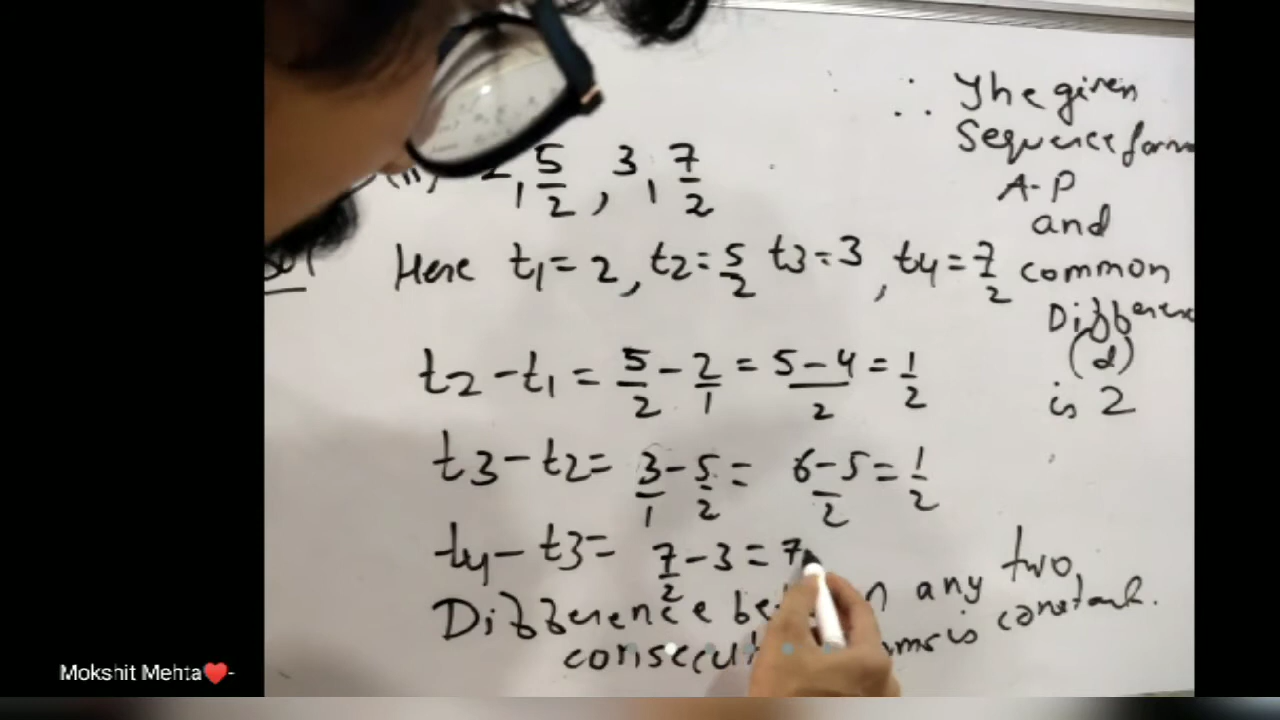 (ii) 2, 5/2, 3, 7/2
Here t1 = 2, t2 = 5/2 t3 = 3, t4 = 7/2
t2 - t1 = 5/2 - 2/1 = 5-4/2 = 1/2
t3 - t2 = 3/1 - 5/2 = 6-5/2 = 1/2
t4 - t3 = 7/2 - 3 = 7
Difference any two
is constant.
∴ The given
Sequence form
A-P
and
common
Difference
(d)
is 2
Mokshit Mehta❤️-